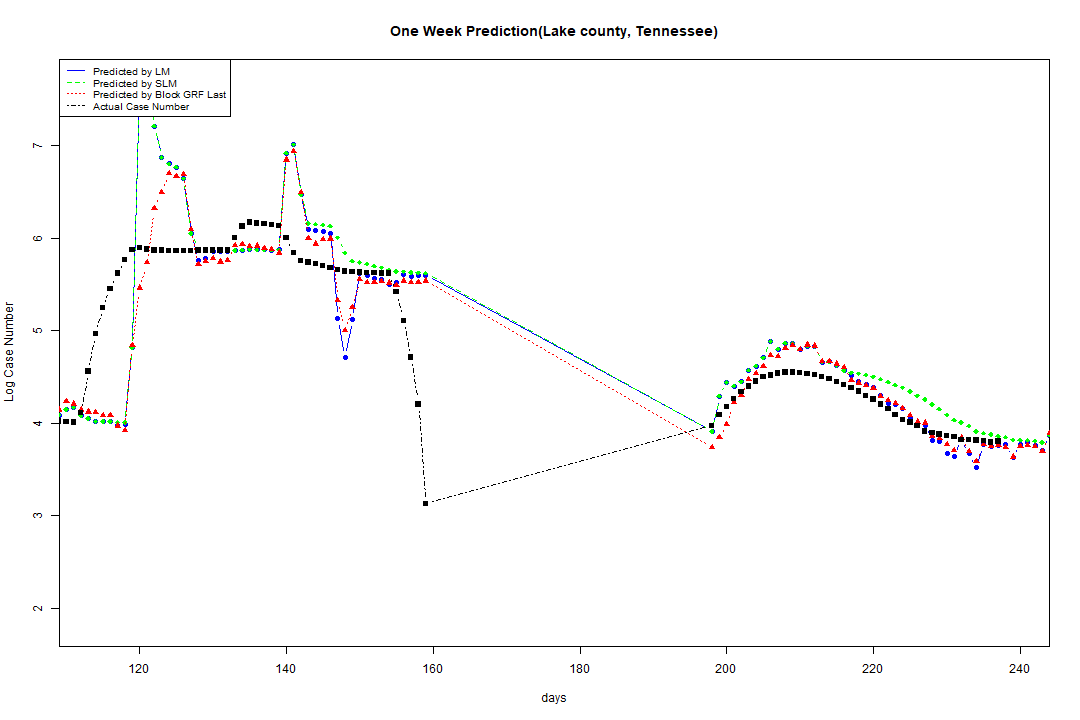 One Week Prediction(Lake county, Tennessee)
Predicted by LM
Predicted by SLM
Predicted by Block GRF Last
Actual Case Number
7
6
5
4
3
2
Log Case Number
120 140 160 180 200 220 240
days